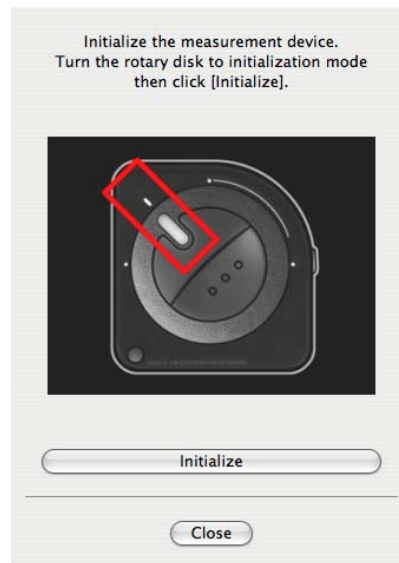 Initialize the measurement device.
Turn the rotary disk to initialization mode
then click [Initialize].
Initialize
Close